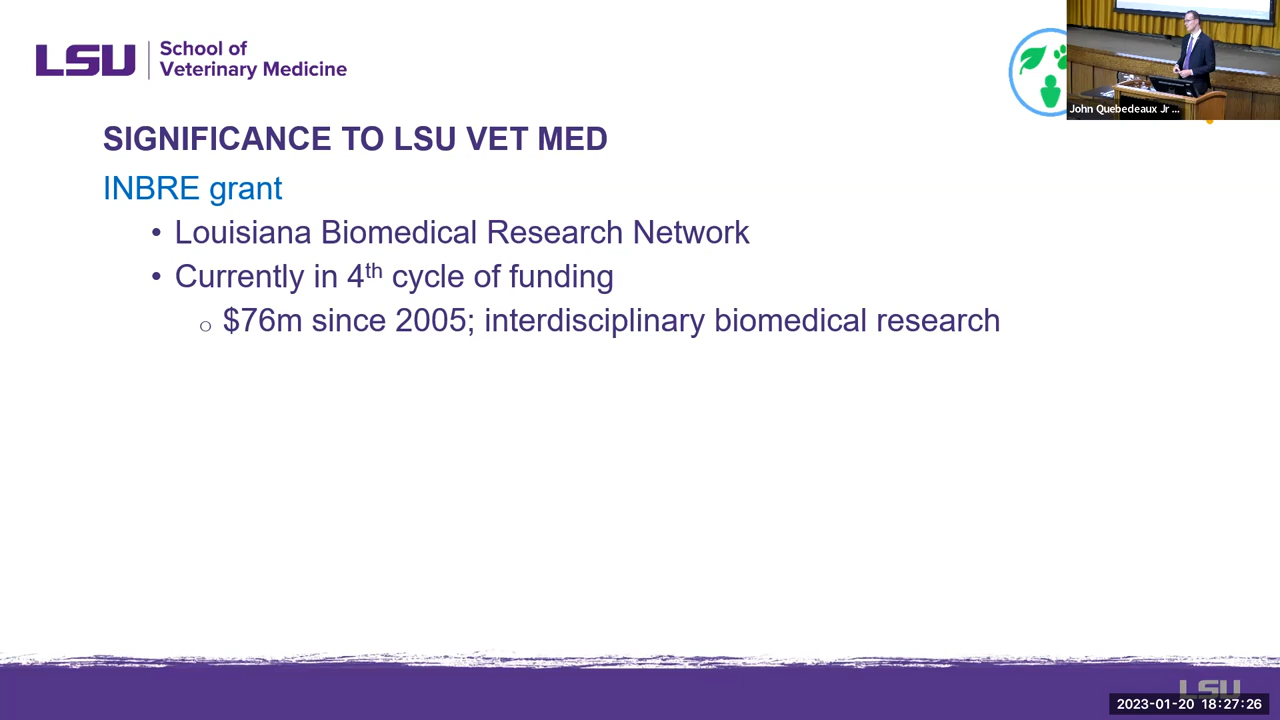 LSU
School of
Veterinary Medicine
John Quebedeaux Jr ...
SIGNIFICANCE TO LSU VET MED
INBRE grant
• Louisiana Biomedical Research Network
• Currently in 4th cycle of funding
○ $76m since 2005; interdisciplinary biomedical research
LSU
2023-01-20 18:27:26